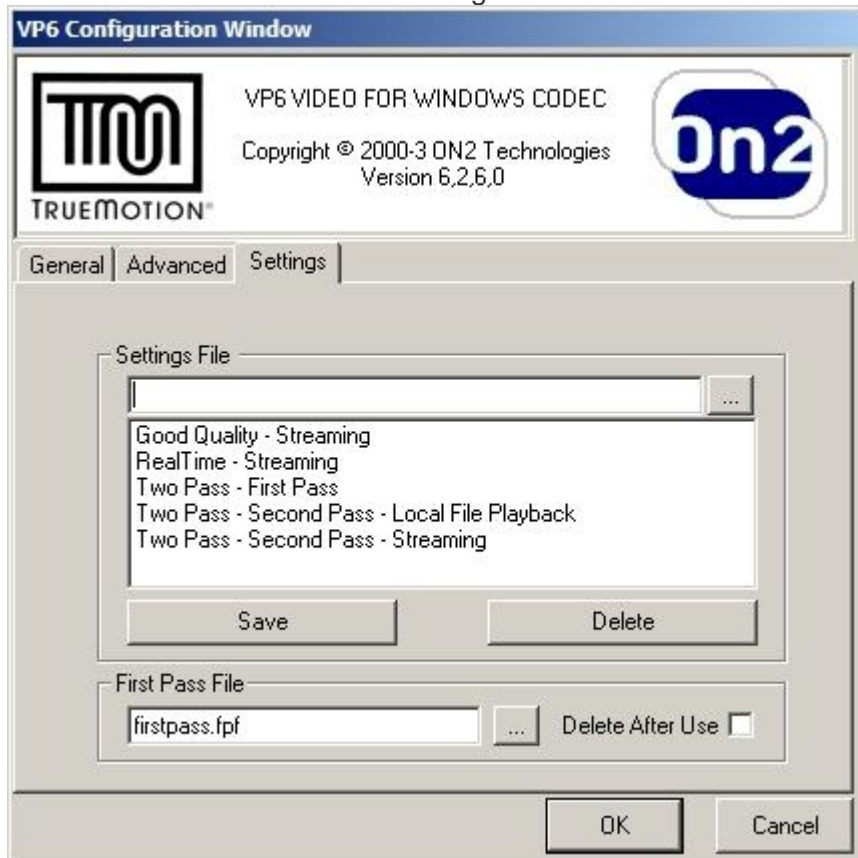 VP6 Configuration Window
VP6 VIDEO FOR WINDOWS CODEC
Copyright © 2000-3 ON2 Technologies
Version 6,2,6,0
TM
TRUEMOTION®
On2
General
Advanced
Settings
Settings File
...
Good Quality - Streaming
RealTime - Streaming
Two Pass - First Pass
Two Pass - Second Pass - Local File Playback
Two Pass - Second Pass - Streaming
Save
Delete
First Pass File
firstpass.fpf
...
Delete After Use
OK
Cancel